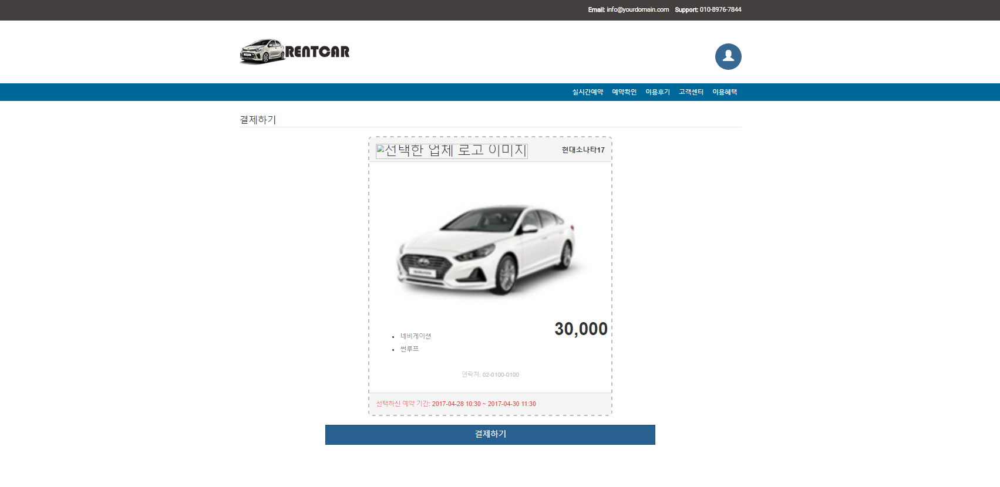 Email: info@yourdomain.com Support: 010-8976-7844
RENTCAR
실시간예약 예약확인 이용후기 고객센터 이용혜택
결제하기
선택한 업체 로고 이미지 현대소나타17
30,000
네비게이션
썬루프
연락처: 02-0100-0100
선택하신 예약 기간: 2017-04-28 10:30 ~ 2017-04-30 11:30
결제하기